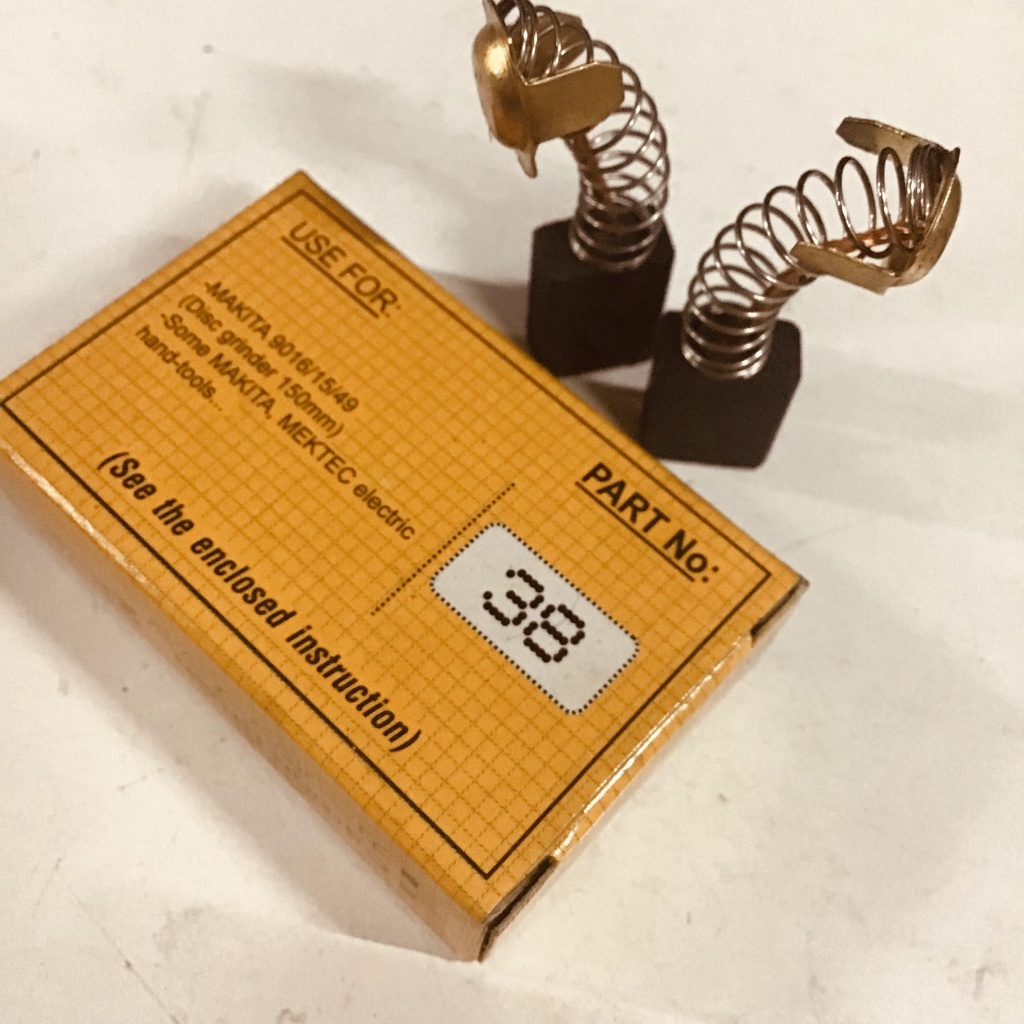 USE FOR:
-MAKITA 9016/15/49
(Disc grinder 150mm)
-Some MAKITA, MEKTEC electric
hand-tools..
(See the enclosed instruction)
PART No:
38